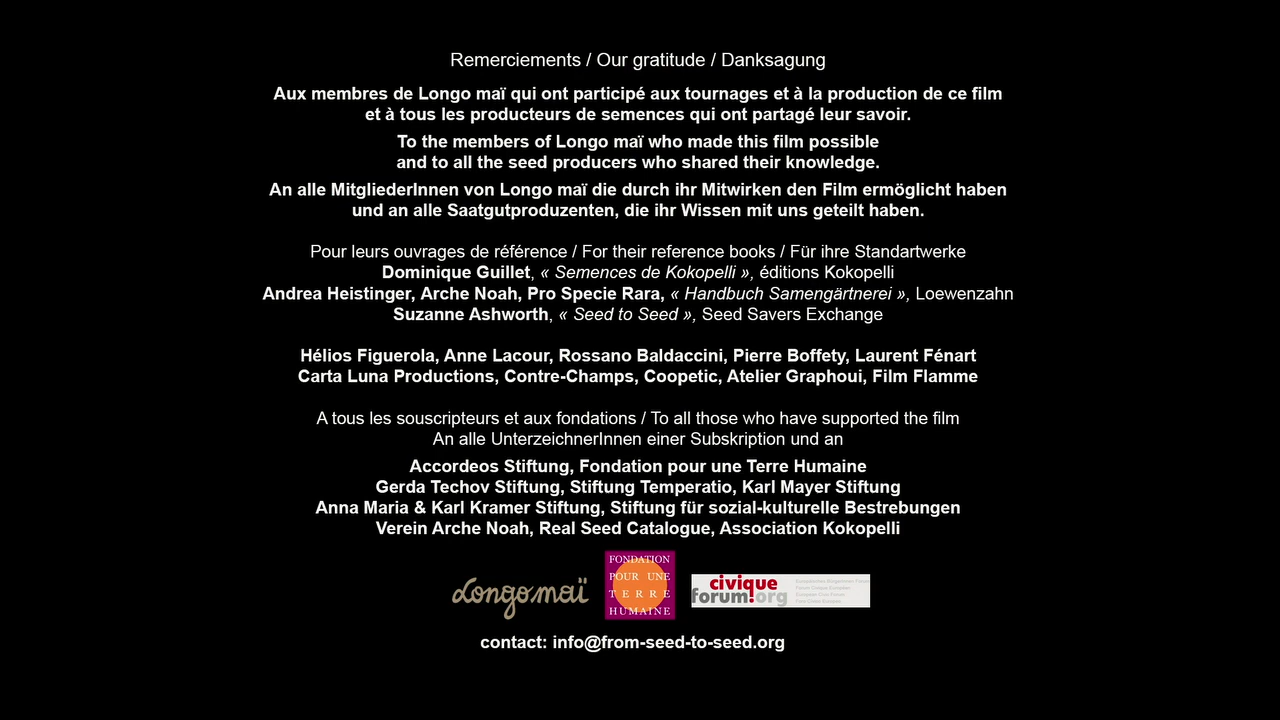 Remerciements / Our gratitude / Danksagung
Aux membres de Longo maï qui ont participé aux tournages et à la production de ce film
et à tous les producteurs de semences qui ont partagé leur savoir.
To the members of Longo maï who made this film possible
and to all the seed producers who shared their knowledge.
An alle MitgliederInnen von Longo maï die durch ihr Mitwirken den Film ermöglicht haben
und an alle Saatgutproduzenten, die ihr Wissen mit uns geteilt haben.
Pour leurs ouvrages de référence / For their reference books / Für ihre Standartwerke
Dominique Guillet, « Semences de Kokopelli », éditions Kokopelli
Andrea Heistinger, Arche Noah, Pro Specie Rara, « Handbuch Samengärtnerei », Loewenzahn
Suzanne Ashworth, « Seed to Seed », Seed Savers Exchange
Hélios Figuerola, Anne Lacour, Rossano Baldaccini, Pierre Boffety, Laurent Fénart
Carta Luna Productions, Contre-Champs, Coopetic, Atelier Graphoui, Film Flamme
A tous les souscripteurs et aux fondations / To all those who have supported the film
An alle UnterzeichnerInnen einer Subskription und an
Accordeos Stiftung, Fondation pour une Terre Humaine
Gerda Techov Stiftung, Stiftung Temperatio, Karl Mayer Stiftung
Anna Maria & Karl Kramer Stiftung, Stiftung für sozial-kulturelle Bestrebungen
Verein Arche Noah, Real Seed Catalogue, Association Kokopelli
Longo maï
FONDATION
POUR UNE
TERRE
HUMAINE
civique
forum.org
contact: info@from-seed-to-seed.org